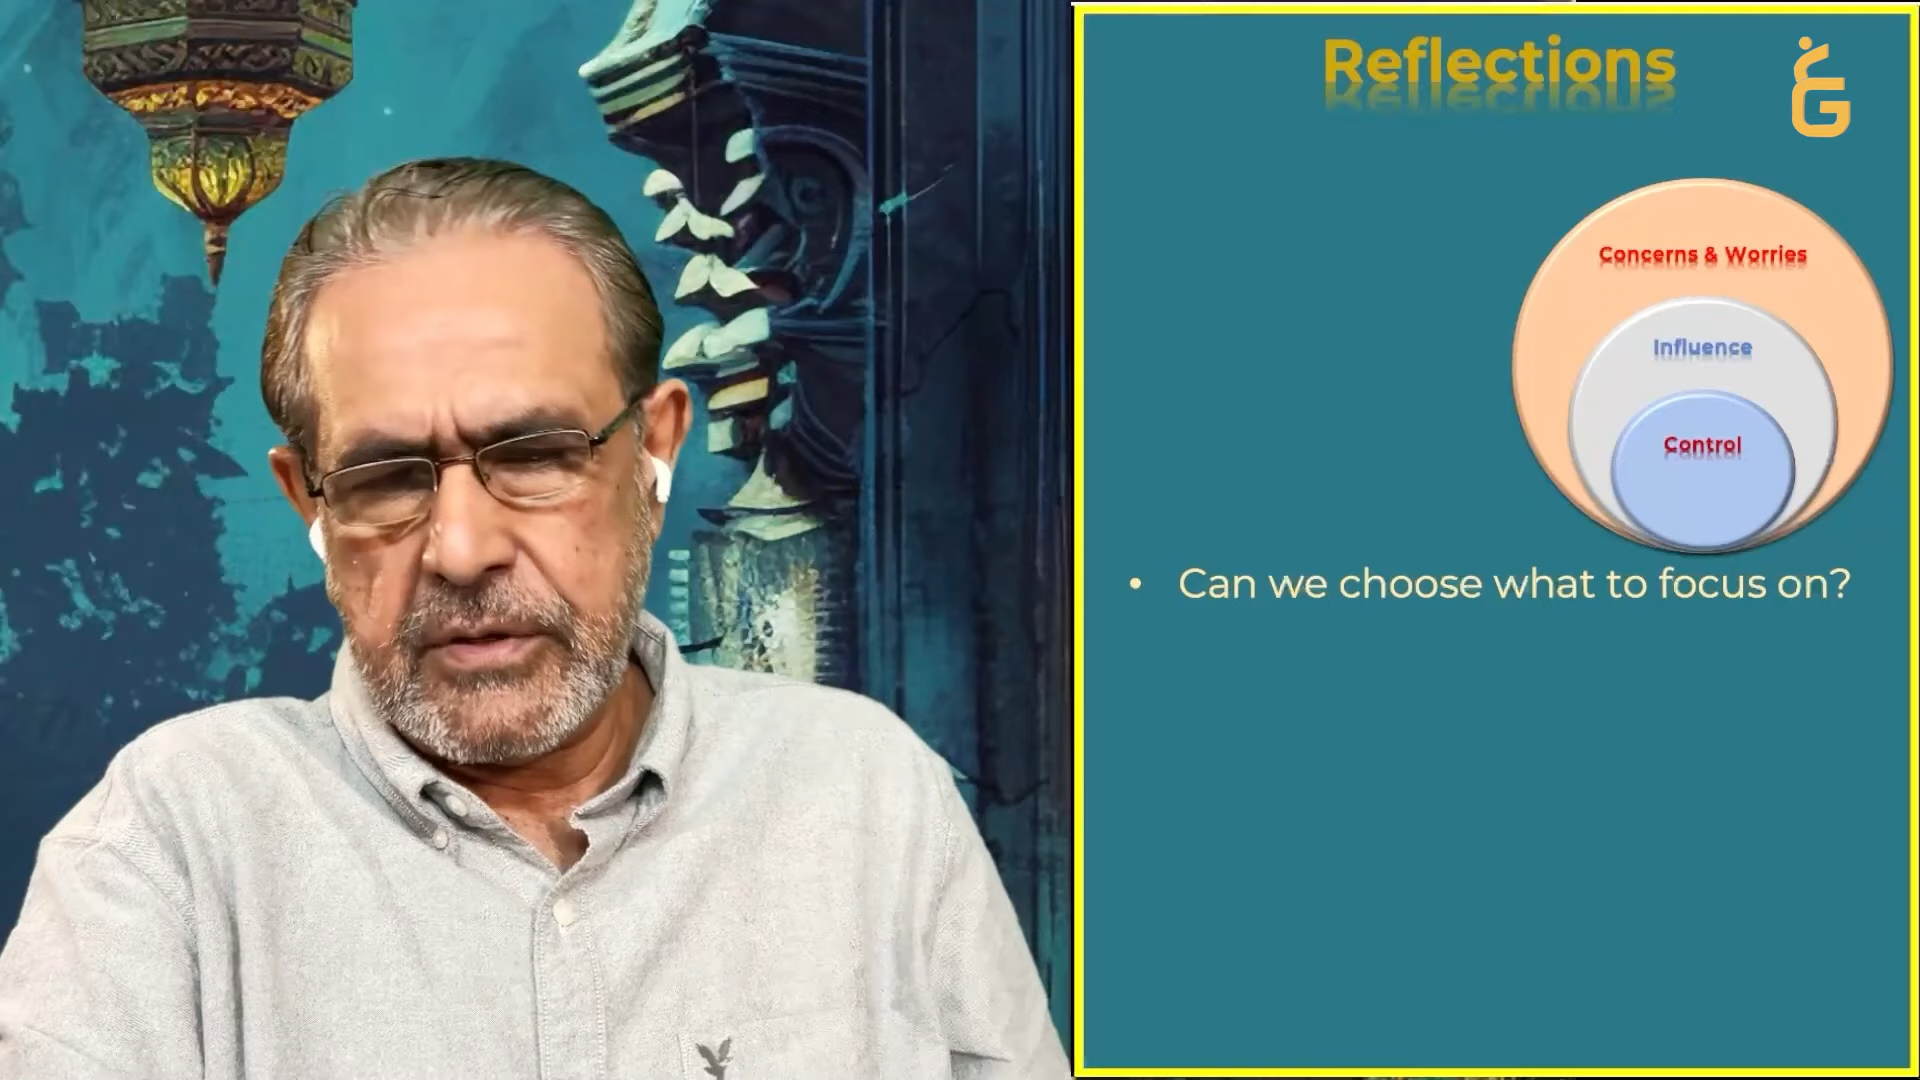 Reflections
Concerns & Worries
Influence
Control
• Can we choose what to focus on?